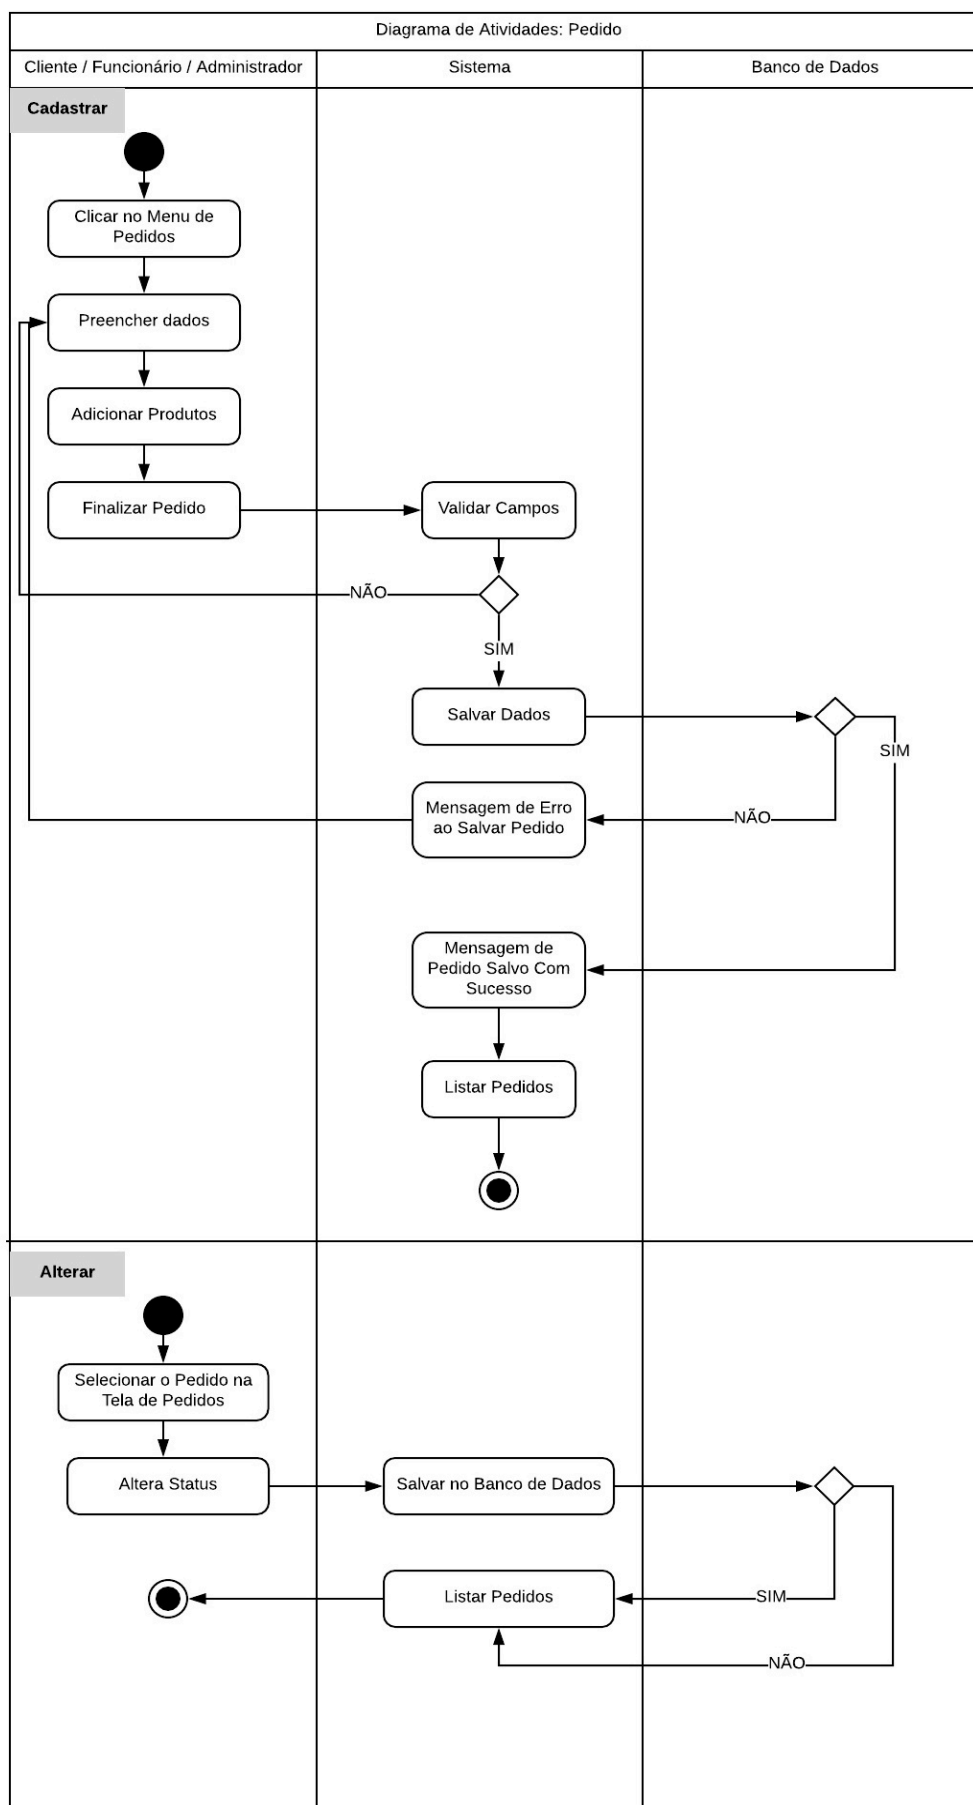 Diagrama de Atividades: Pedido
Cliente / Funcionário / Administrador
Sistema
Banco de Dados
Cadastrar
Clicar no Menu de
Pedidos
Preencher dados
Adicionar Produtos
Finalizar Pedido
Validar Campos
NÃO
SIM
Salvar Dados
SIM
Mensagem de Erro
ao Salvar Pedido
NÃO
Mensagem de
Pedido Salvo Com
Sucesso
Listar Pedidos
Alterar
Selecionar o Pedido na
Tela de Pedidos
Altera Status
Salvar no Banco de Dados
Listar Pedidos
SIM
NÃO